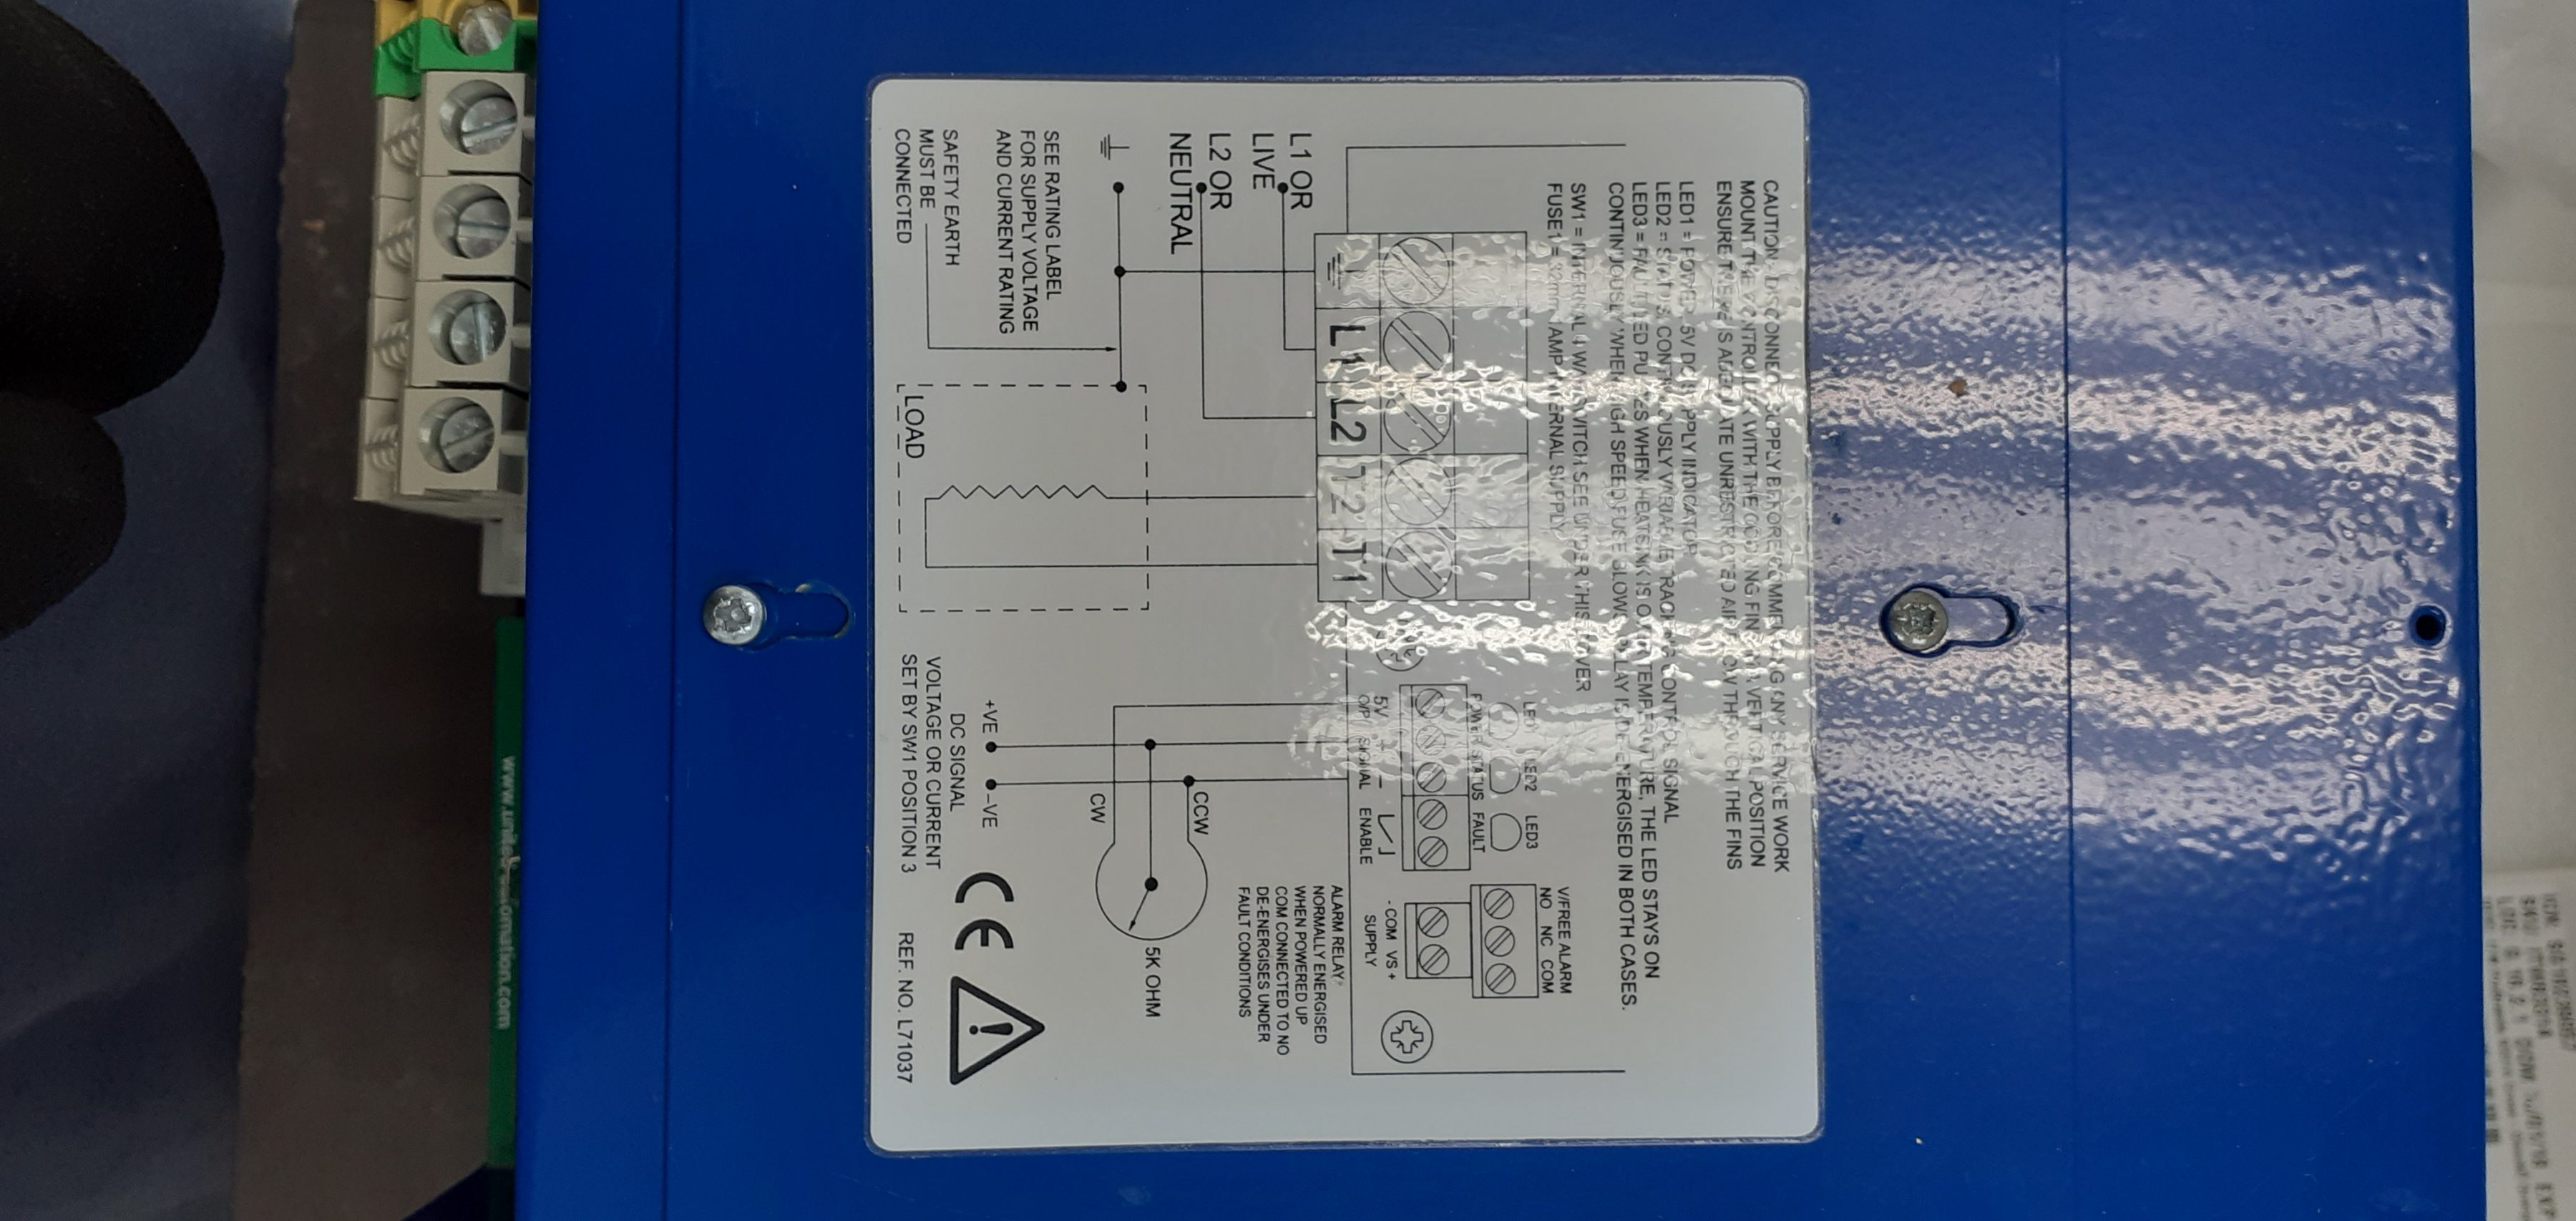 CAUTION DISCONNECT SUPPLY BEFORE COMMENCING ANY SERVICE WORK
MOUNT THE CONTROLLER WITH THE COOLING FINS IN A VERTICAL POSITION
ENSURE THERE IS ADEQUATE UNRESTRICTED AIR FLOW THROUGH THE FINS
LED1 = POWER 5V DC SUPPLY INDICATOR
LED2 = STATUS CONTINUOUSLY VARIABLE TRACKING CONTROL SIGNAL
LED3 = FAULT LED PULSES WHEN HEATSINK IS OVERTEMPERATURE, THE LED STAYS ON
CONTINUOUSLY WHEN HIGH SPEED FUSE BLOWS RELAY IS DE-ENERGISED IN BOTH CASES.
SW1 = INTERNAL 4 WAY SWITCH SEE UNDER THIS COVER
FUSE1 = AMP INTERNAL SUPPLY
V/FREE ALARM
NO NC COM
LED1 LED2 LED3
POWER STATUS FAULT
L1 L2 T2 T1
5V + -
O/P SIGNAL ENABLE
-COM VS+
SUPPLY
L1 OR
LIVE
L2 OR
NEUTRAL
ALARM RELAY
NORMALLY ENERGISED
WHEN POWERED UP
COM CONNECTED TO NO
DE-ENERGISES UNDER
FAULT CONDITIONS
CCW
CW
5K OHM
SEE RATING LABEL
FOR SUPPLY VOLTAGE
AND CURRENT RATING
SAFETY EARTH
MUST BE
CONNECTED
LOAD
+VE -VE
DC SIGNAL
VOLTAGE OR CURRENT
SET BY SW1 POSITION 3
CE
REF. NO. L71037